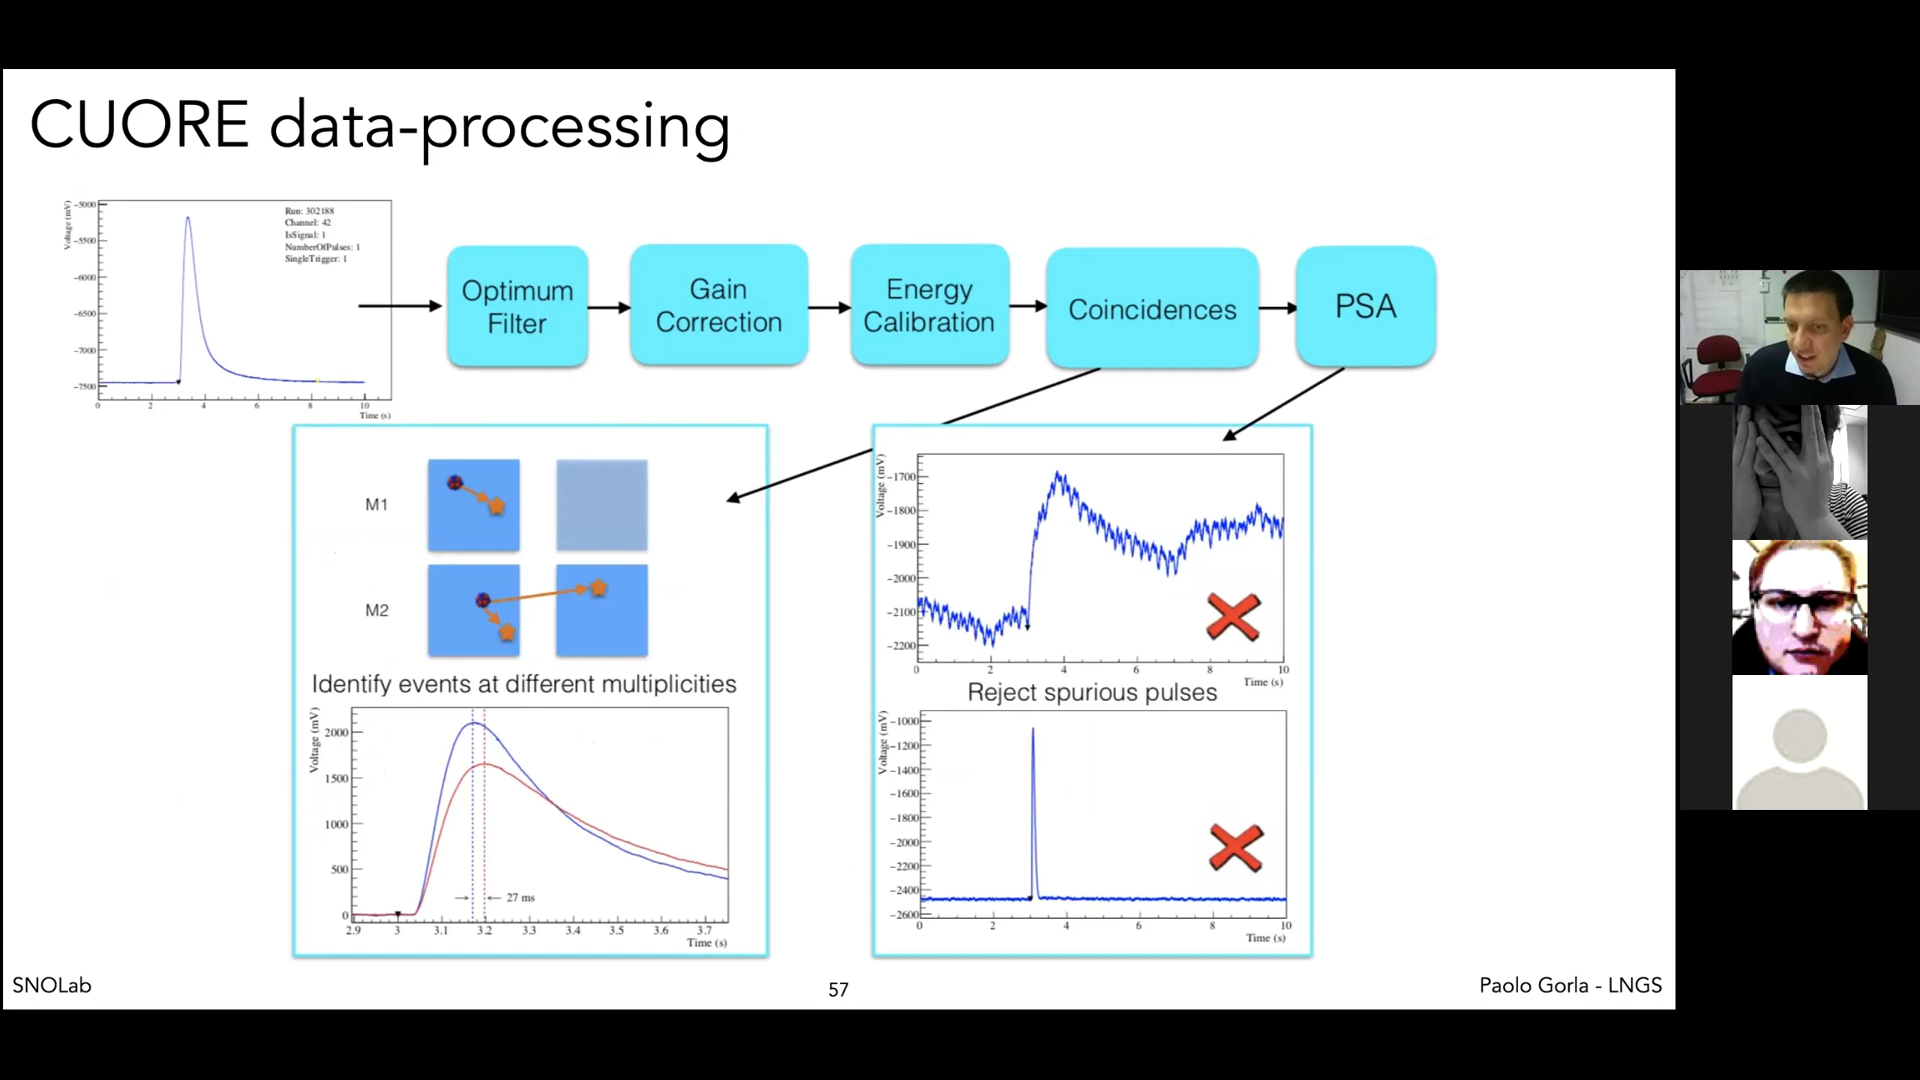 CUORE data-processing
Voltage (mV)
-5000
-5500
-6000
-6500
-7000
-7500
0 2 4 6 8 10
Time (s)
Run: 302188
Channel: 42
IsSignal: 1
NumberOfPulses: 1
SingleTrigger: 1
Optimum
Filter
Gain
Correction
Energy
Calibration
Coincidences
PSA
M1
M2
Identify events at different multiplicities
Voltage (mV)
2000
1500
1000
500
0
27 ms
2.9 3 3.1 3.2 3.3 3.4 3.5 3.6 3.7
Time (s)
Voltage (mV)
-1700
-1800
-1900
-2000
-2100
-2200
0 2 4 6 8 10
Time (s)
Reject spurious pulses
Voltage (mV)
-1000
-1200
-1400
-1600
-1800
-2000
-2200
-2400
-2600
0 2 4 6 8 10
Time (s)
SNOLab
57
Paolo Gorla - LNGS